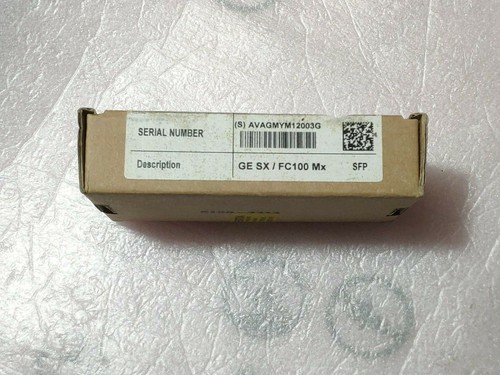 SERIAL NUMBER
(S) AVAGMYM12003G
Description
GE SX / FC100 Mx
SFP